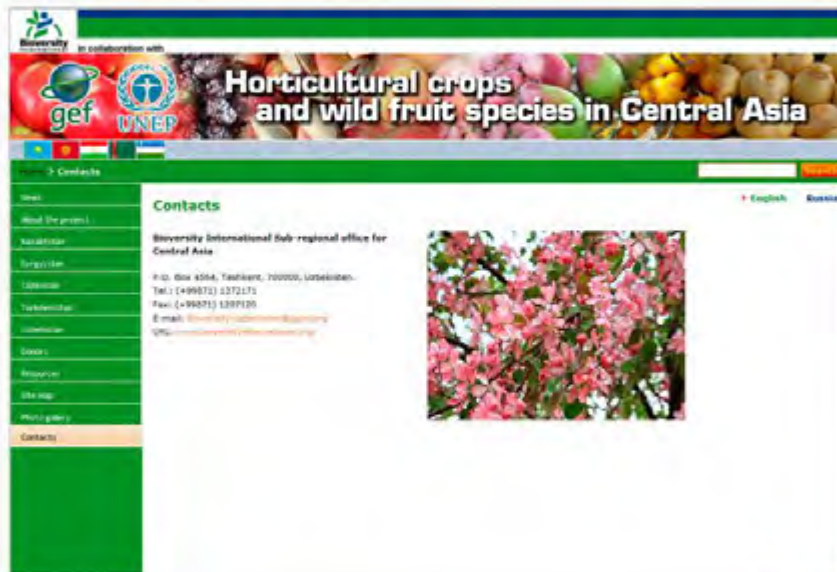 Bioversity
in collaboration with
gef
UNEP
Horticultural crops
and wild fruit species in Central Asia
> Contacts
Search
News
About the project
Kazakhstan
Kyrgyzstan
Tajikistan
Turkmenistan
Uzbekistan
Donors
Resources
Site map
Photo gallery
Contacts
English Russia
Contacts
Bioversity International Sub-regional office for
Central Asia
P.O. Box 4564, Tashkent, 700000, Uzbekistan.
Tel.: (+99871) 1372171
Fax: (+99871) 1207120
E-mail:
URL: